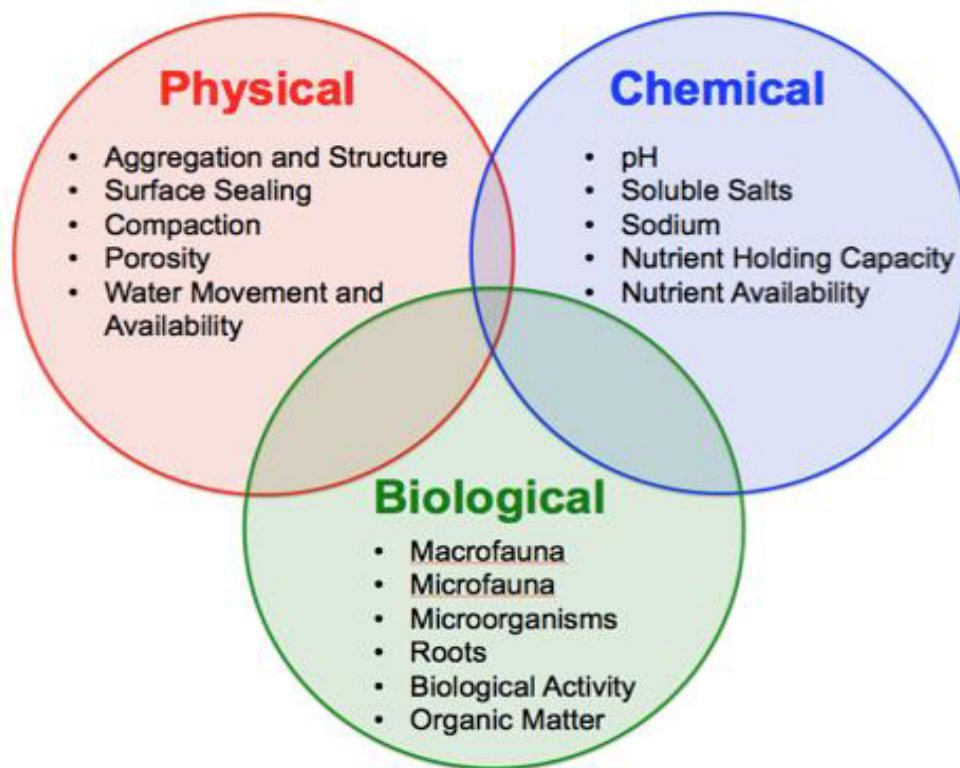 Physical
• Aggregation and Structure
• Surface Sealing
• Compaction
• Porosity
• Water Movement and
Availability
Chemical
• pH
• Soluble Salts
• Sodium
• Nutrient Holding Capacity
• Nutrient Availability
Biological
• Macrofauna
• Microfauna
• Microorganisms
• Roots
• Biological Activity
• Organic Matter